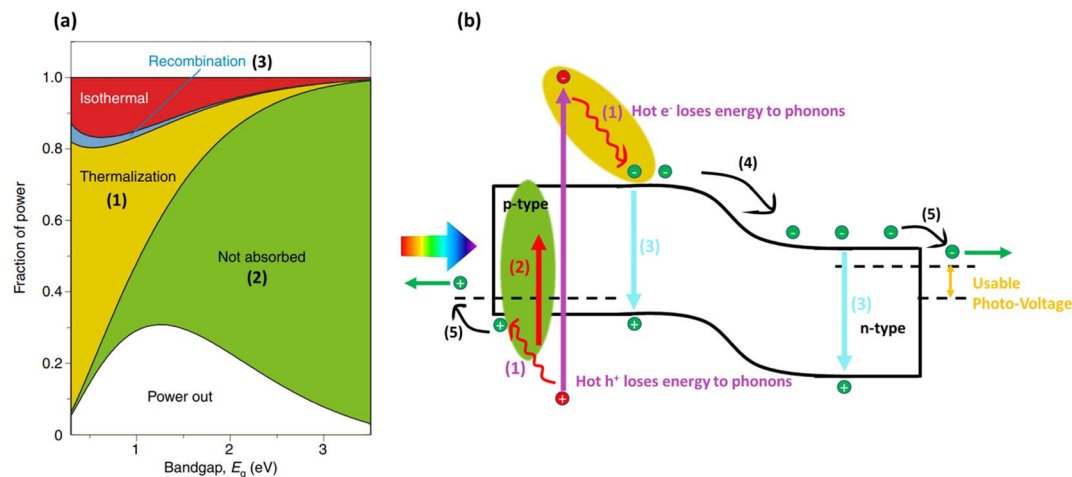 (a)
Recombination (3)
1.0
Isothermal
0.8
Thermalization
(1)
0.6
Not absorbed
(2)
0.4
0.2
Power out
0
1
2
3
Fraction of power
Bandgap, Eg (eV)
(b)
-
(1) Hot e- loses energy to phonons
- -
(4)
p-type
- - -
(5)
-
(2)
(3)
(3)
Usable
Photo-Voltage
+
(5)
+
+
n-type
(1)
Hot h+ loses energy to phonons
+
+